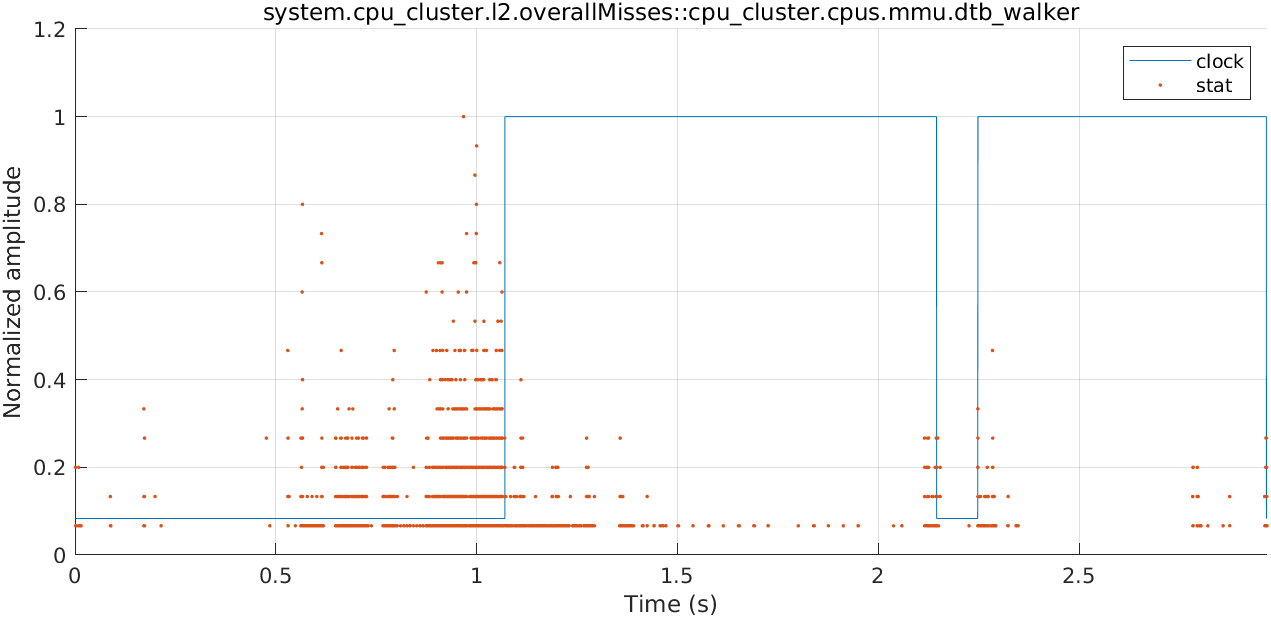 system.cpu_cluster.l2.overallMisses::cpu_cluster.cpus.mmu.dtb_walker
1.2
1
0.8
0.6
0.4
0.2
0
Normalized amplitude
clock
stat
0 0.5 1 1.5 2 2.5
Time (s)